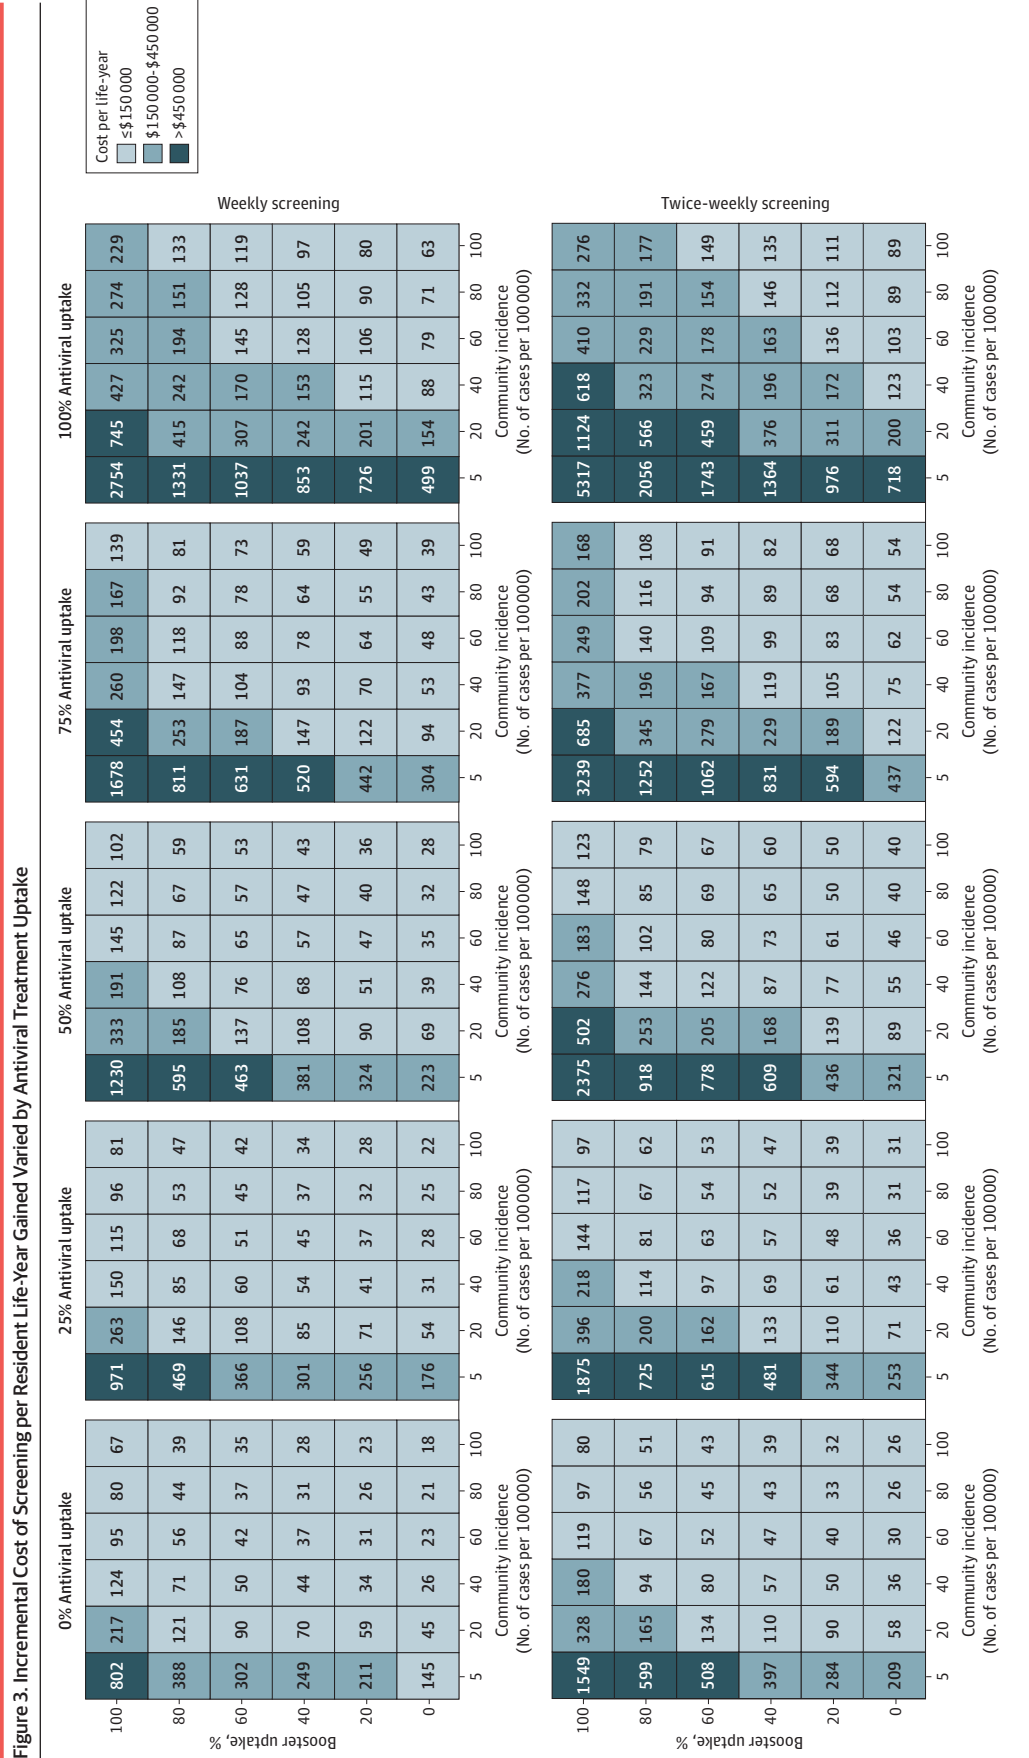 Figure 3. Incremental Cost of Screening per Resident Life-Year Gained Varied by Antiviral Treatment Uptake
Cost per life-year
≤$150 000
$150 000-$450 000
>$450 000
0% Antiviral uptake
25% Antiviral uptake
50% Antiviral uptake
75% Antiviral uptake
100% Antiviral uptake
Weekly screening
Booster uptake, %
100 802 217 124 95 80 67 971 263 150 115 96 81 1230 333 191 145 122 102 1678 454 260 198 167 139 2754 745 427 325 274 229
80 388 121 71 56 44 39 469 146 85 68 53 47 595 185 108 87 67 59 811 253 147 118 92 81 1331 415 242 194 151 133
60 302 90 50 42 37 35 366 108 60 51 45 42 463 137 76 65 57 53 631 187 104 88 78 73 1037 307 170 145 128 119
40 249 70 44 37 31 28 301 85 54 45 37 34 381 108 68 57 47 43 520 147 93 78 64 59 853 242 153 128 105 97
20 211 59 34 31 26 23 256 71 41 37 32 28 324 90 51 47 40 36 442 122 70 64 55 49 726 201 115 106 90 80
0 145 45 26 23 21 18 176 54 31 28 25 22 223 69 39 35 32 28 304 94 53 48 43 39 499 154 88 79 71 63
5 20 40 60 80 100 5 20 40 60 80 100 5 20 40 60 80 100 5 20 40 60 80 100 5 20 40 60 80 100
Community incidence Community incidence Community incidence Community incidence Community incidence
(No. of cases per 100 000) (No. of cases per 100 000) (No. of cases per 100 000) (No. of cases per 100 000) (No. of cases per 100 000)
Twice-weekly screening
Booster uptake, %
100 1549 328 180 119 97 80 1875 396 218 144 117 97 2375 502 276 183 148 123 3239 685 377 249 202 168 5317 1124 618 410 332 276
80 599 165 94 67 56 51 725 200 114 81 67 62 918 253 144 102 85 79 1252 345 196 140 116 108 2056 566 323 229 191 177
60 508 134 80 52 45 43 615 162 97 63 54 53 778 205 122 80 69 67 1062 279 167 109 94 91 1743 459 274 178 154 149
40 397 110 57 47 43 39 481 133 69 57 52 47 609 168 87 73 65 60 831 229 119 99 89 82 1364 376 196 163 146 135
20 284 90 50 40 33 32 344 110 61 48 39 39 436 139 77 61 50 50 594 189 105 83 68 68 976 311 172 136 112 111
0 209 58 36 30 26 26 253 71 43 36 31 31 321 89 55 46 40 40 437 122 75 62 54 54 718 200 123 103 89 89
5 20 40 60 80 100 5 20 40 60 80 100 5 20 40 60 80 100 5 20 40 60 80 100 5 20 40 60 80 100
Community incidence Community incidence Community incidence Community incidence Community incidence
(No. of cases per 100 000) (No. of cases per 100 000) (No. of cases per 100 000) (No. of cases per 100 000) (No. of cases per 100 000)